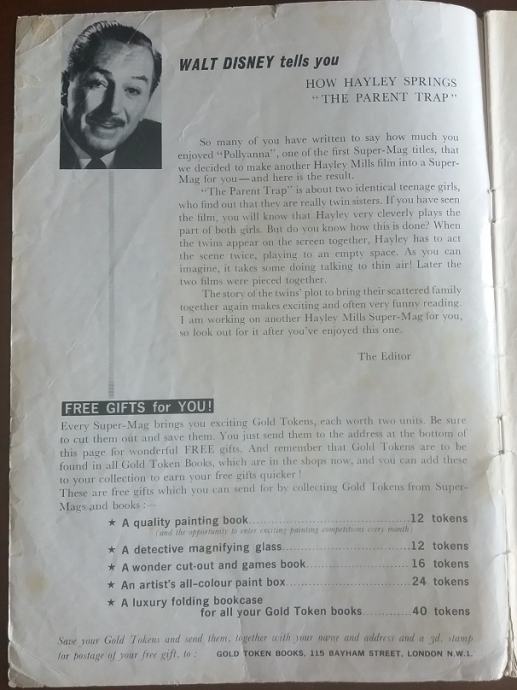 WALT DISNEY tells you
HOW HAYLEY SPRINGS
"THE PARENT TRAP"
So many of you have written to say how much you
enjoyed "Pollyanna", one of the first Super-Mag titles, that
we decided to make another Hayley Mills film into a Super-
Mag for you—and here is the result.
"The Parent Trap" is about two identical teenage girls,
who find out that they are really twin sisters. If you have seen
the film, you will know that Hayley very cleverly plays the
part of both girls. But do you know how this is done? When
the twins appear on the screen together, Hayley has to act
the scene twice, playing to an empty space. As you can
imagine, it takes some doing talking to thin air! Later the
two films were pieced together.
The story of the twins' plot to bring their scattered family
together again makes exciting and often very funny reading.
I am working on another Hayley Mills Super-Mag for you,
so look out for it after you've enjoyed this one.
The Editor
FREE GIFTS for YOU!
Every Super-Mag brings you exciting Gold Tokens, each worth two units. Be sure
to cut them out and save them. You just send them to the address at the bottom of
this page for wonderful FREE gifts. And remember that Gold Tokens are to be
found in all Gold Token Books, which are in the shops now, and you can add these
to your collection to earn your free gifts quicker!
These are free gifts which you can send for by collecting Gold Tokens from Super-
Mags and books :—
★ A quality painting book..............................12 tokens
(and the opportunity to enter exciting painting competitions every month)
★ A detective magnifying glass..............................12 tokens
★ A wonder cut-out and games book....................16 tokens
★ An artist's all-colour paint box........................24 tokens
★ A luxury folding bookcase
for all your Gold Token books............40 tokens
Save your Gold Tokens and send them, together with your name and address and a 3d. stamp
for postage of your free gift, to : GOLD TOKEN BOOKS, 115 BAYHAM STREET, LONDON N.W.1.